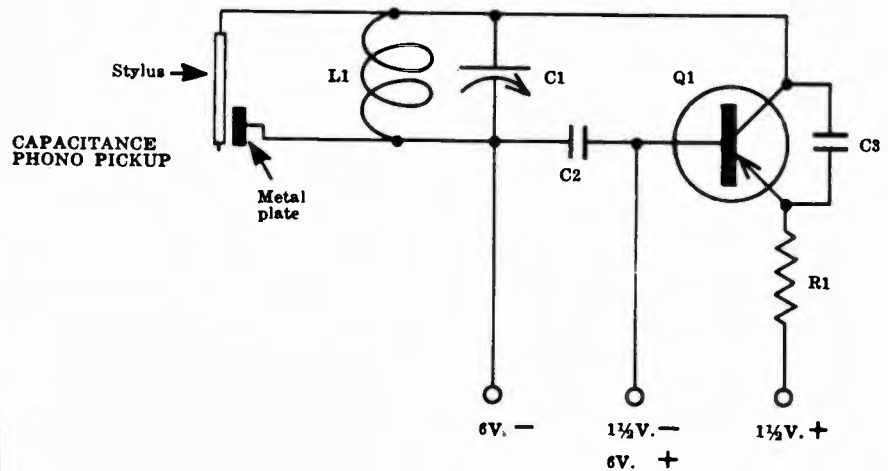 Stylus
L1
C1
Q1
CAPACITANCE
PHONO PICKUP
C2
C3
Metal
plate
R1
6V. −
1½V. −
6V. +
1½V. +